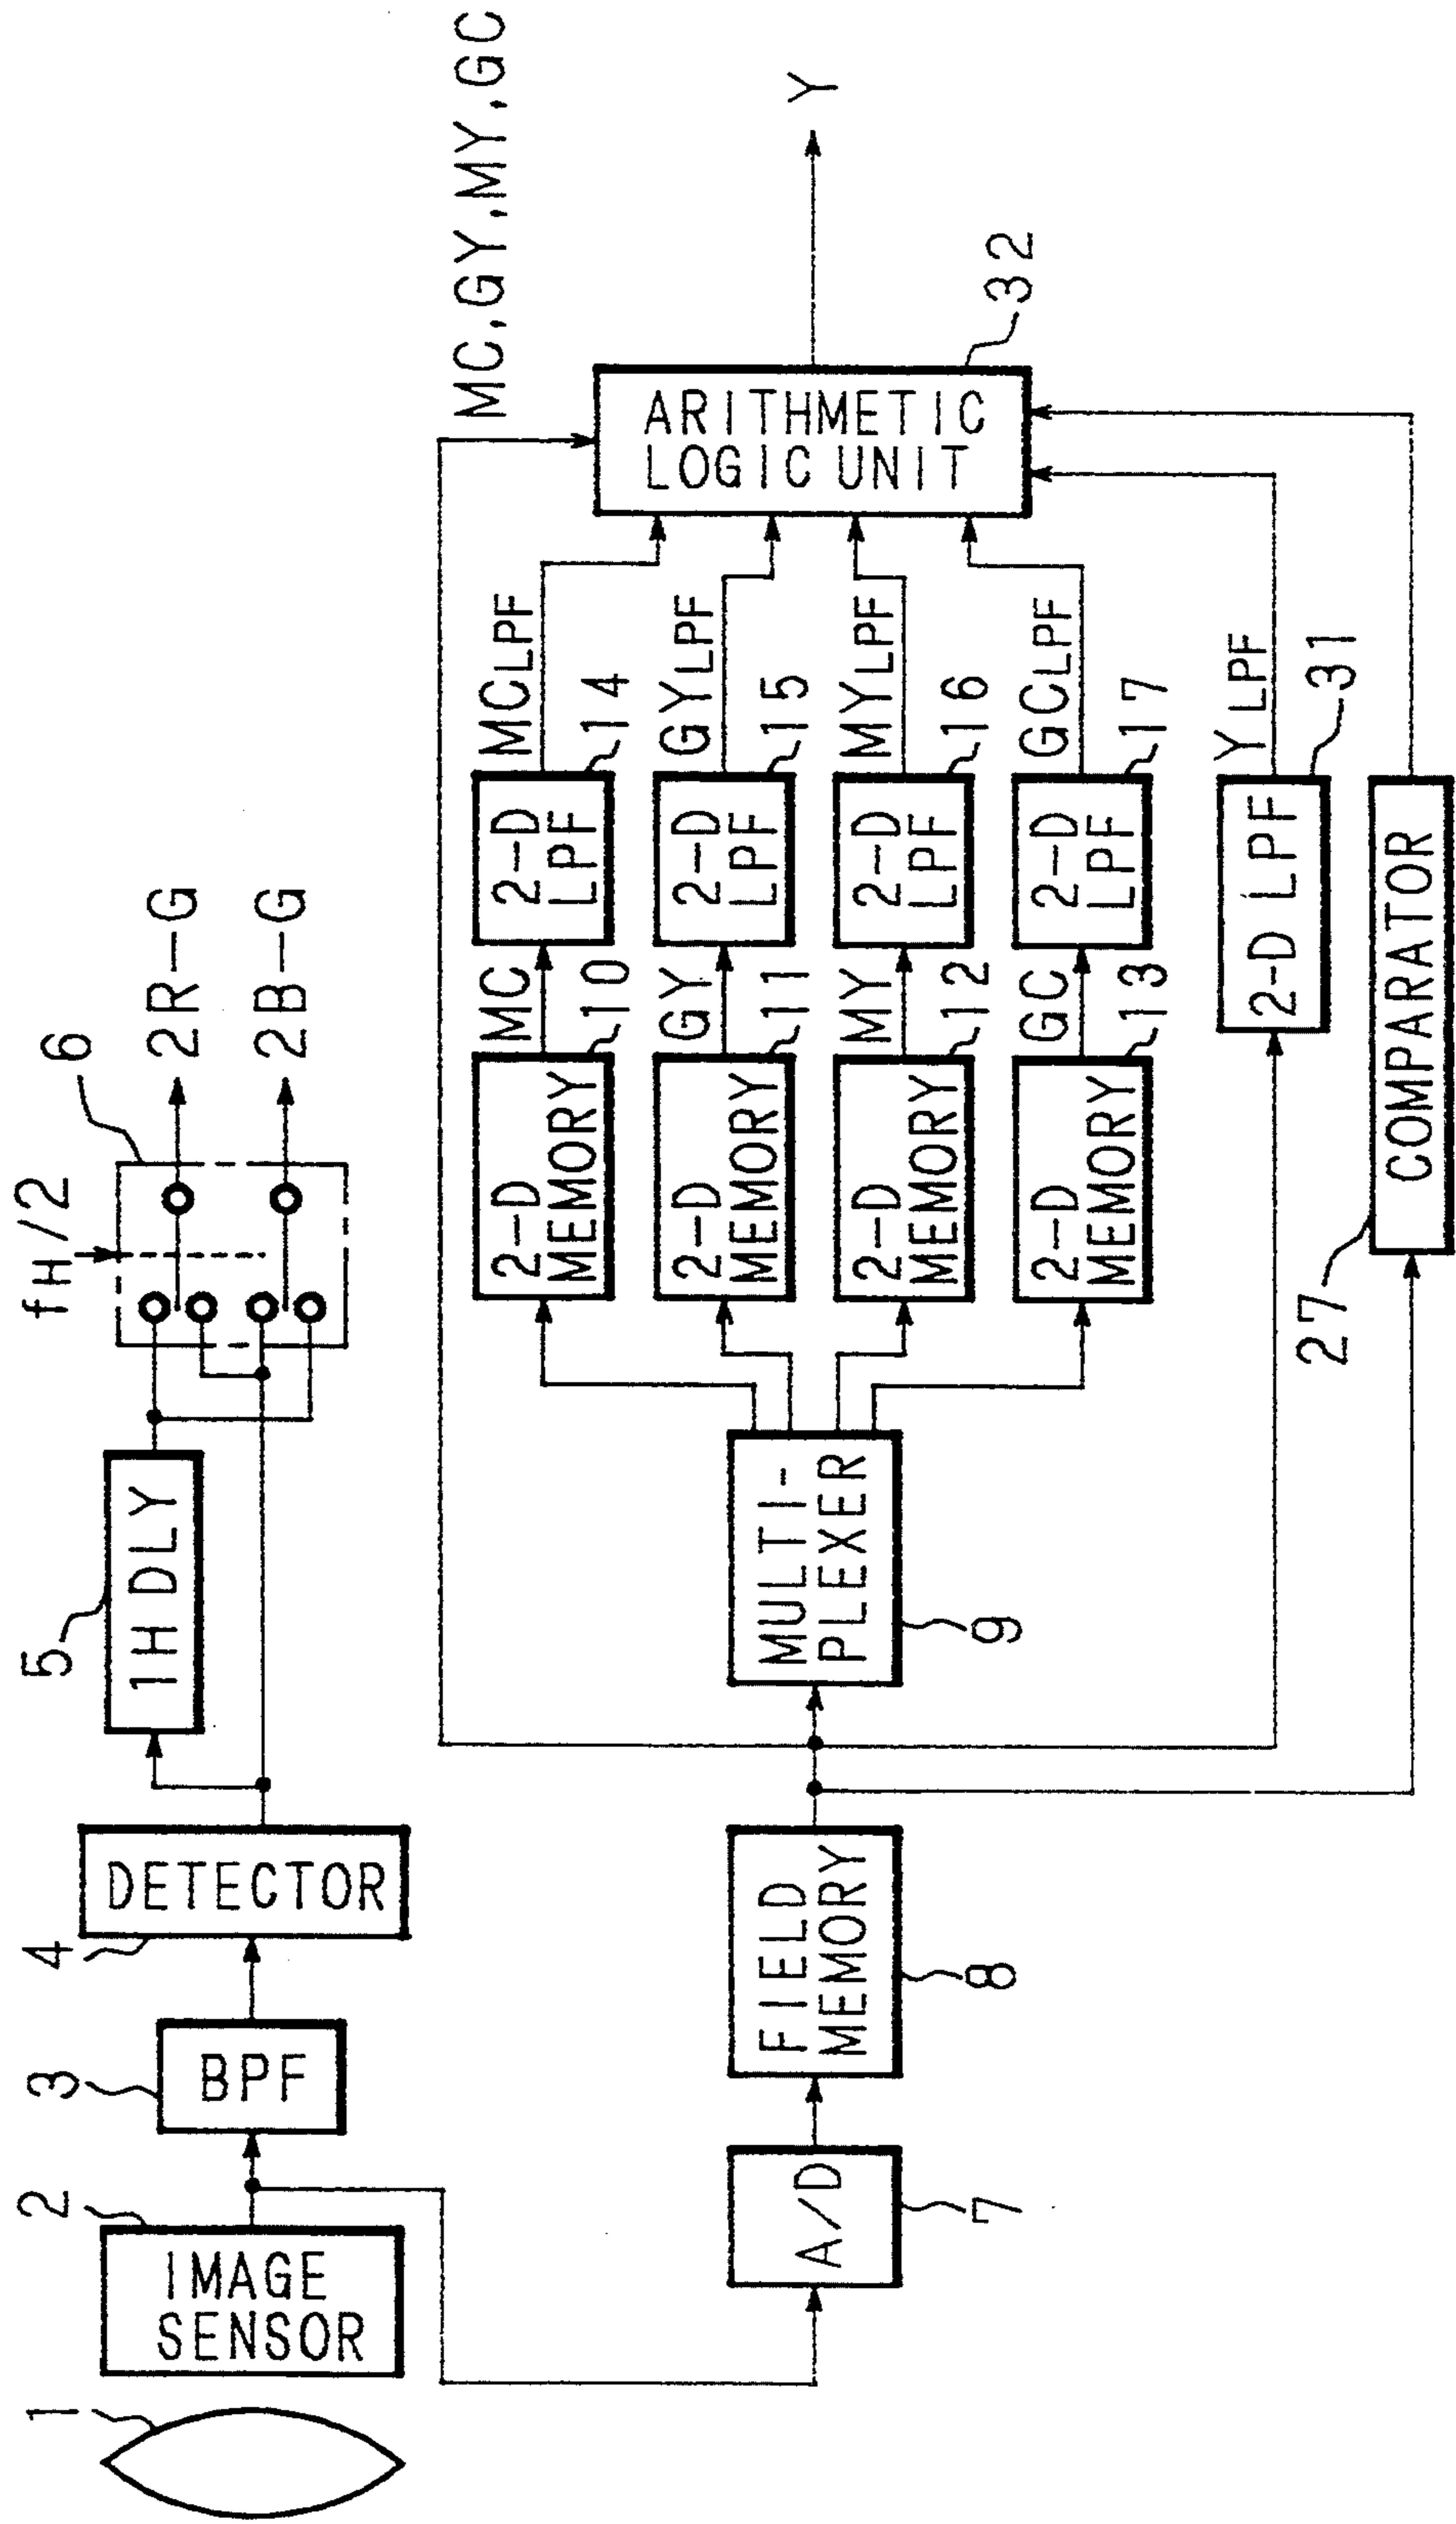 1
2
IMAGE
SENSOR
3
BPF
4
DETECTOR
5
1H DLY
fH/2
6
2R-G
2B-G
7
A/D
8
FIELD
MEMORY
9
MULTI-
PLEXER
2-D
MEMORY
10
MC
2-D
LPF
14
MCLPF
2-D
MEMORY
11
GY
2-D
LPF
15
GYLPF
2-D
MEMORY
12
MY
2-D
LPF
16
MYLPF
2-D
MEMORY
13
GC
2-D
LPF
17
GCLPF
2-D LPF
31
YLPF
27
COMPARATOR
MC,GY,MY,GC
ARITHMETIC
LOGIC UNIT
32
Y